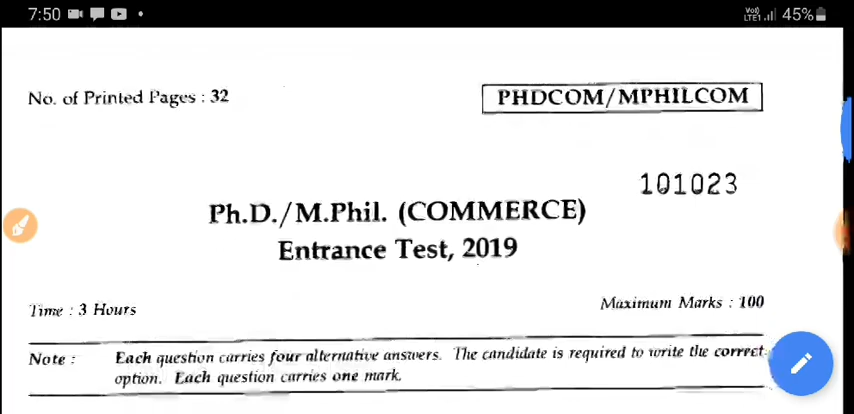 7:50
Vo))
LTE1 45%
No. of Printed Pages : 32
PHDCOM/MPHILCOM
101023
Ph.D./M.Phil. (COMMERCE)
Entrance Test, 2019
Time : 3 Hours
Maximum Marks : 100
Note : Each question carries four alternative answers. The candidate is required to write the correct
option. Each question carries one mark.